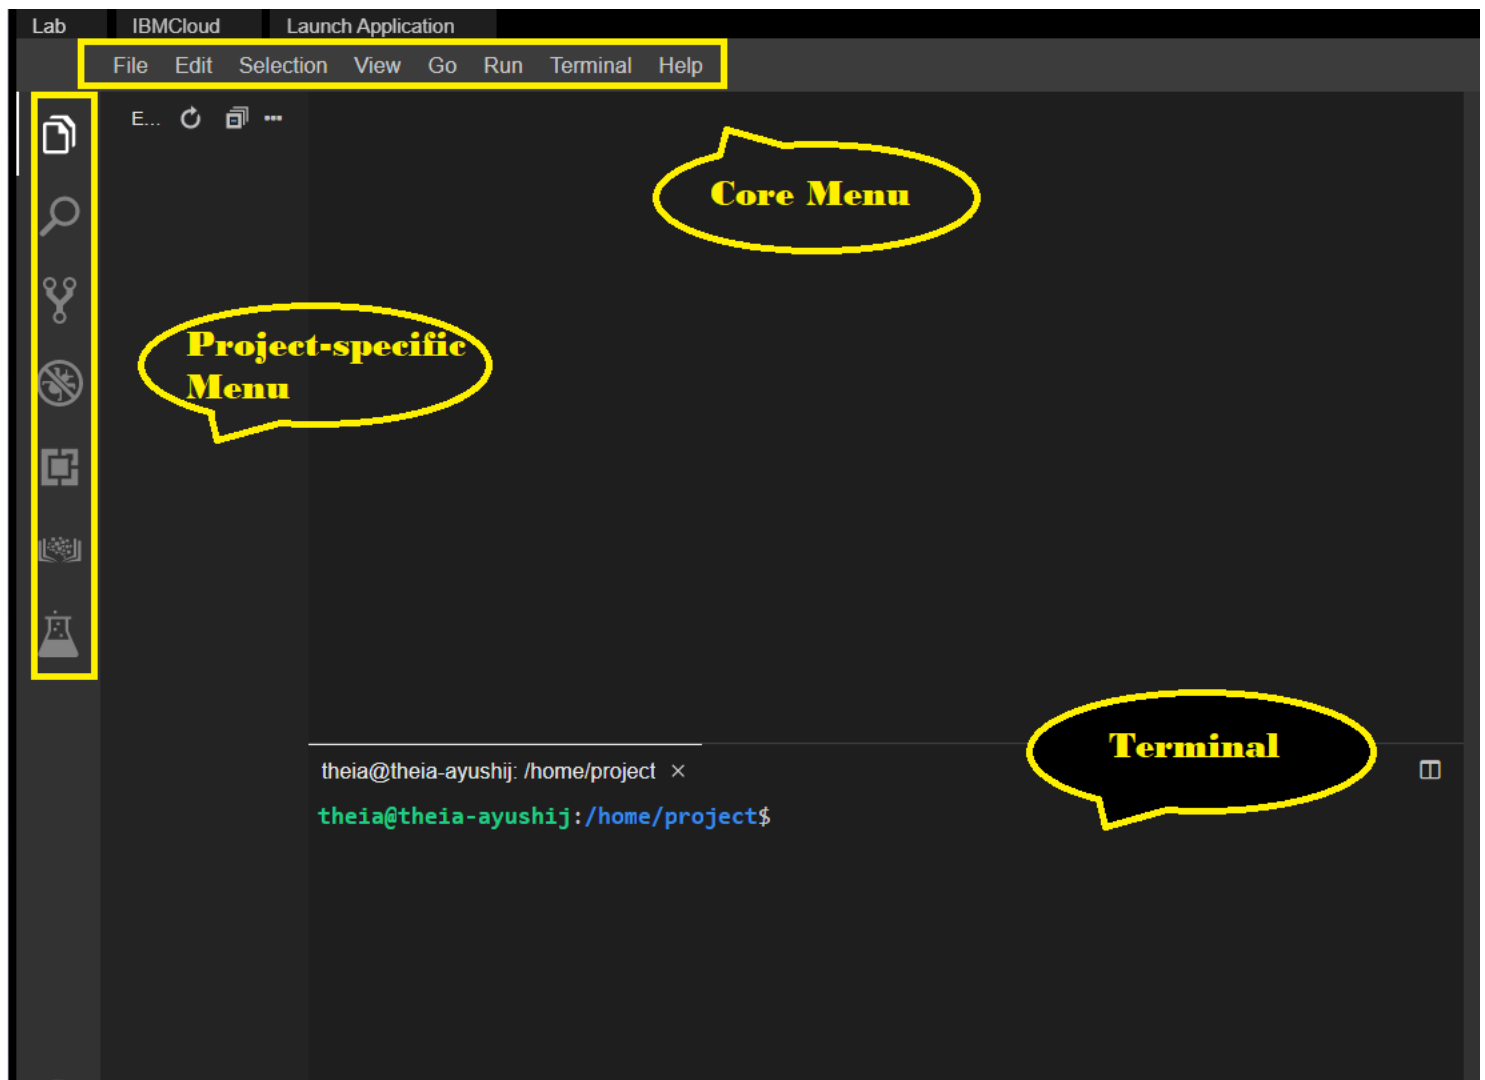 Lab IBMCloud Launch Application
File Edit Selection View Go Run Terminal Help
E...
Core Menu
Project-specific
Menu
Terminal
theia@theia-ayushij: /home/project ×
theia@theia-ayushij:/home/project$